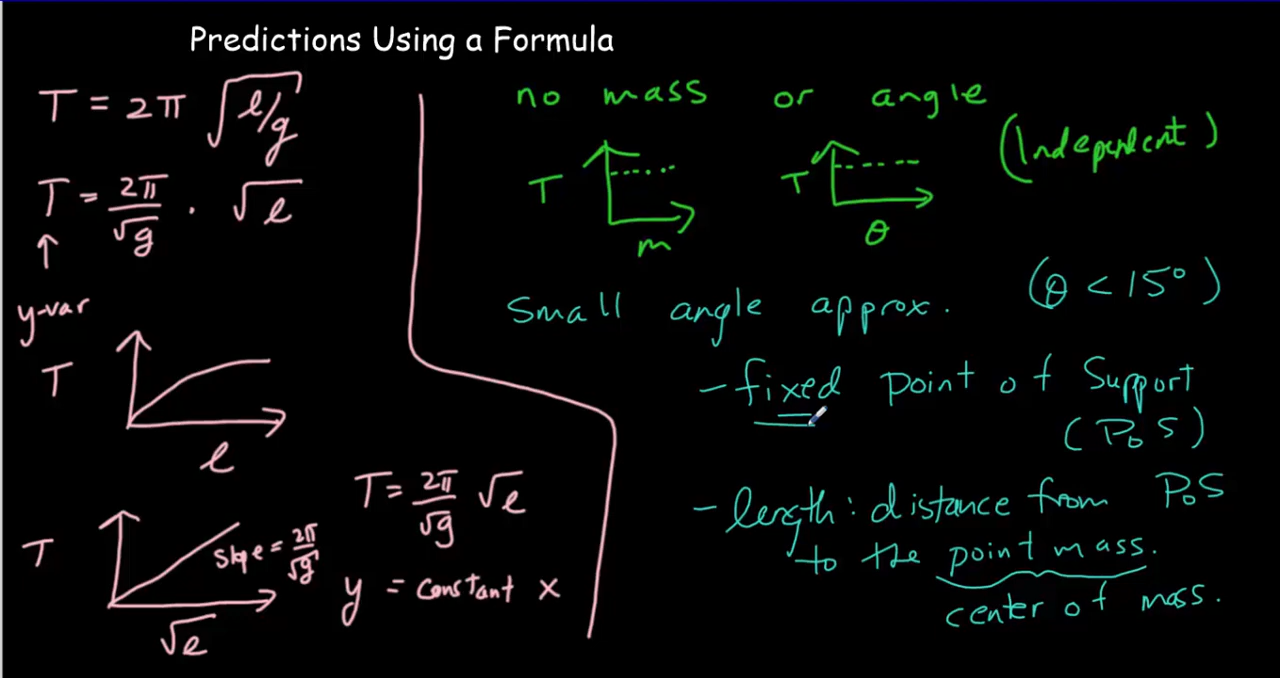 Predictions Using a Formula
T = 2π √l/g
T = 2π/√g · √l
↑
y-var
T
l
T
slope = 2π/√g
√l
T = 2π/√g √l
y = constant x
no mass or angle
(Independent)
T
m
T
θ
Small angle approx. (θ < 15°)
- fixed point of Support
(PoS)
- length: distance from PoS
to the point mass.
center of mass.